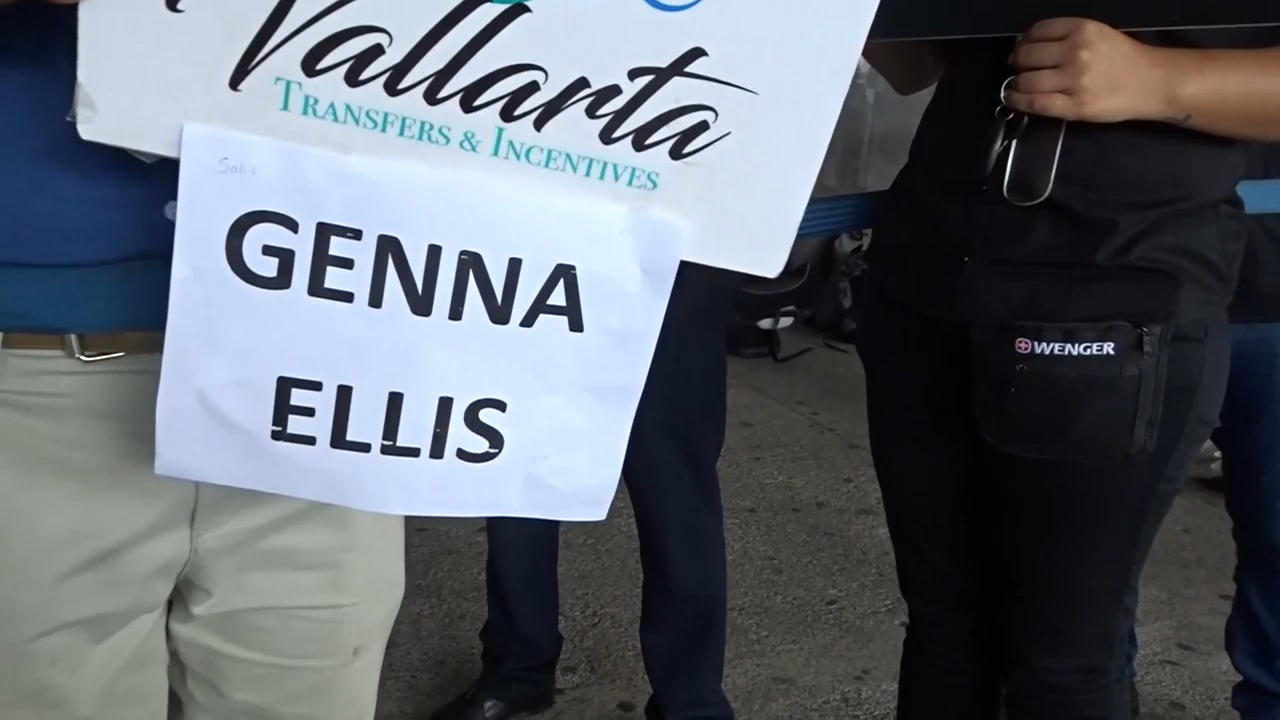 Vallarta
TRANSFERS & INCENTIVES
GENNA
ELLIS
WENGER